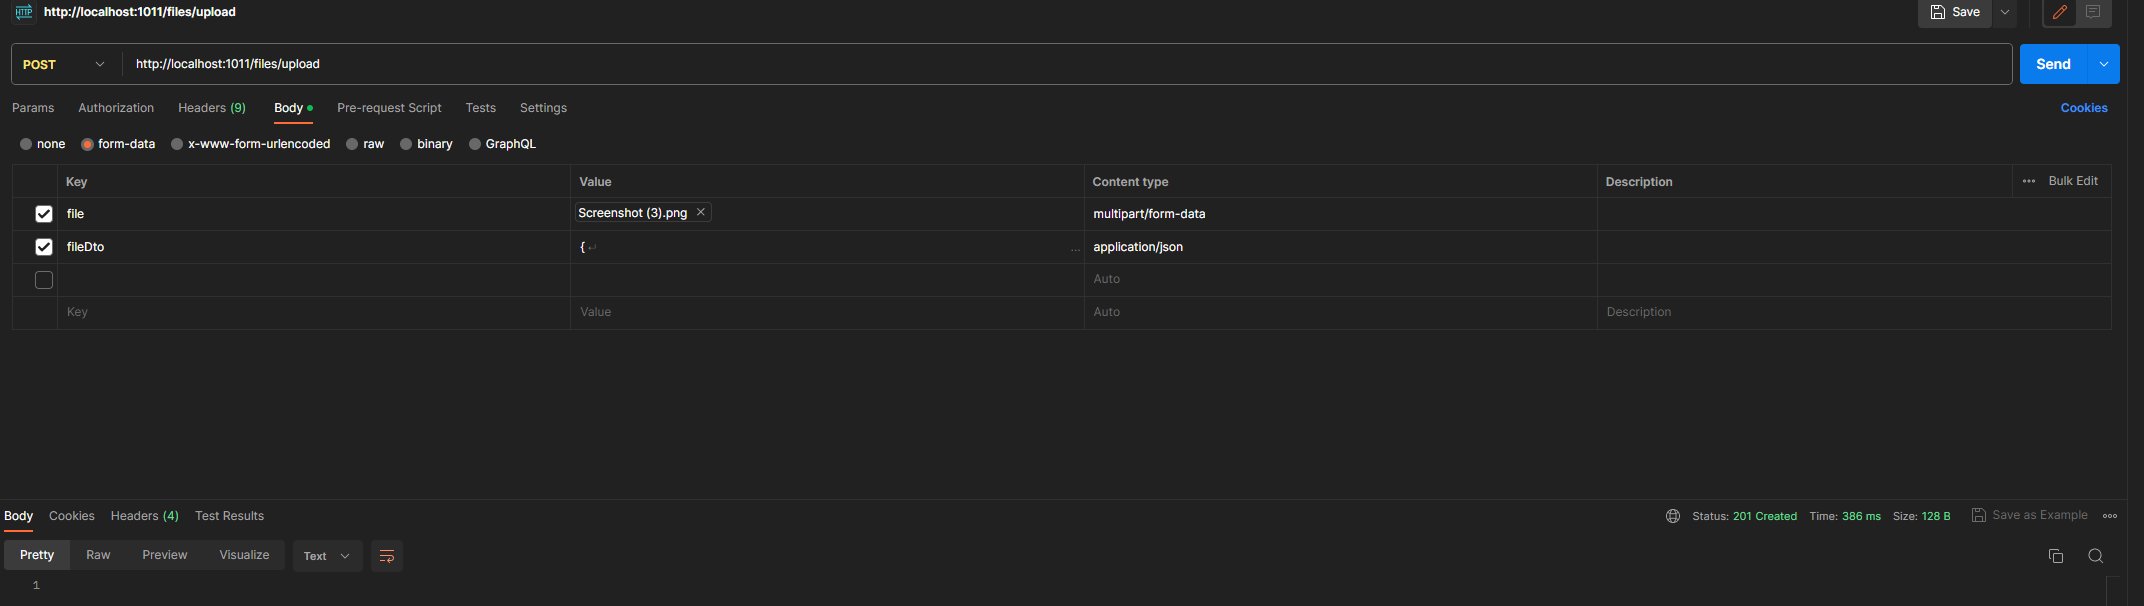 HTTP http://localhost:1011/files/upload Save
POST http://localhost:1011/files/upload Send
Params Authorization Headers (9) Body Pre-request Script Tests Settings Cookies
none form-data x-www-form-urlencoded raw binary GraphQL
Key Value Content type Description ... Bulk Edit
file Screenshot (3).png × multipart/form-data
fileDto { ↵ ... application/json
Auto
Key Value Auto Description
Body Cookies Headers (4) Test Results Status: 201 Created Time: 386 ms Size: 128 B Save as Example
Pretty Raw Preview Visualize Text
1